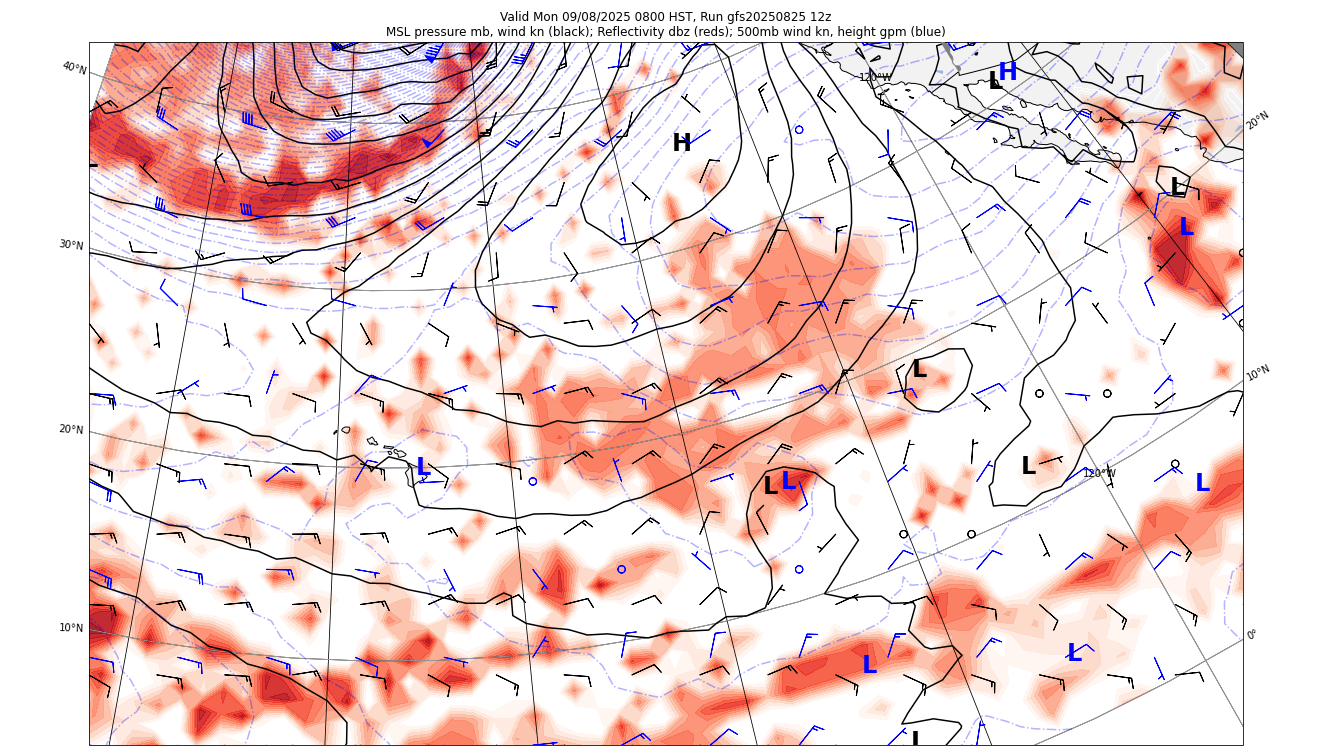 Valid Mon 09/08/2025 0800 HST, Run gfs20250825 12z
MSL pressure mb, wind kn (black); Reflectivity dbz (reds); 500mb wind kn, height gpm (blue)
40°N
120°W
L
H
20°N
H
L
L
30°N
10°N
L
20°N
L
L
120°W
L
L
L
10°N
0°
L
L
L